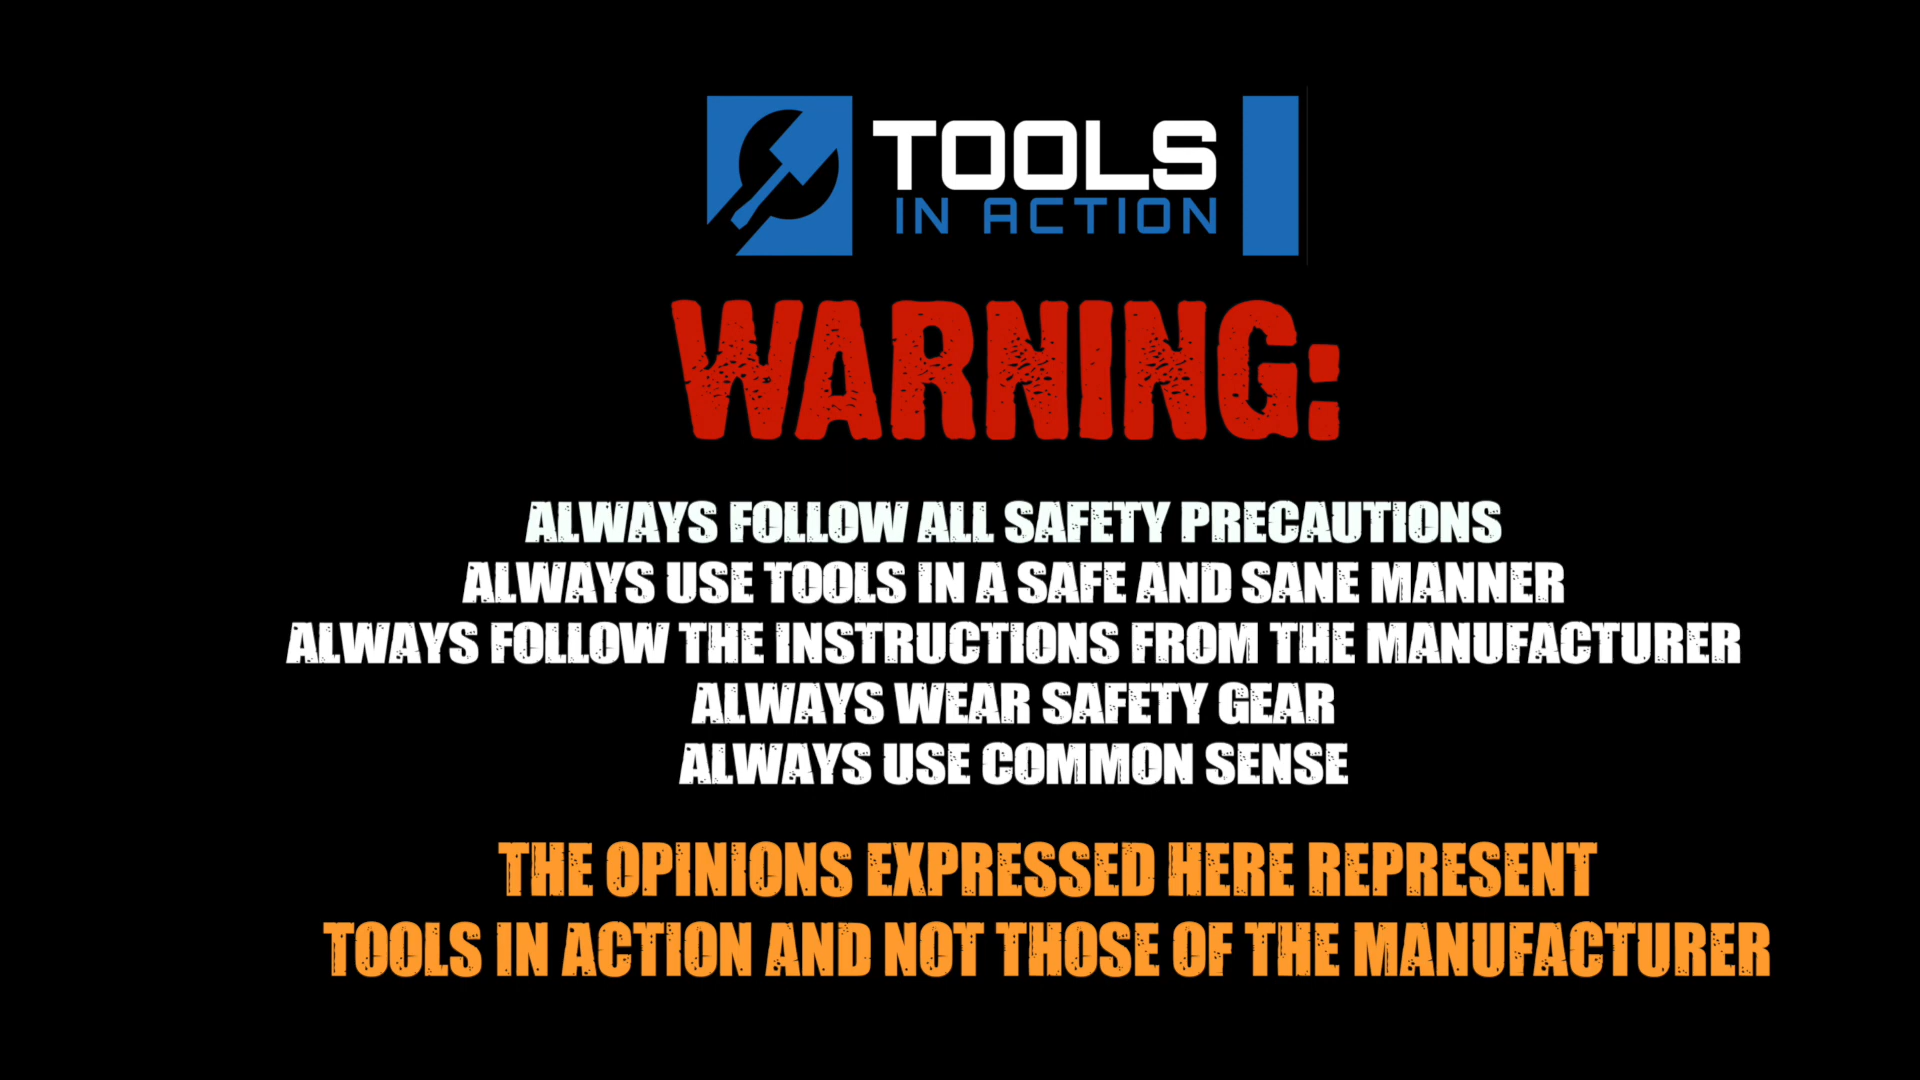 TOOLS
IN ACTION
WARNING:
ALWAYS FOLLOW ALL SAFETY PRECAUTIONS
ALWAYS USE TOOLS IN A SAFE AND SANE MANNER
ALWAYS FOLLOW THE INSTRUCTIONS FROM THE MANUFACTURER
ALWAYS WEAR SAFETY GEAR
ALWAYS USE COMMON SENSE
THE OPINIONS EXPRESSED HERE REPRESENT
TOOLS IN ACTION AND NOT THOSE OF THE MANUFACTURER